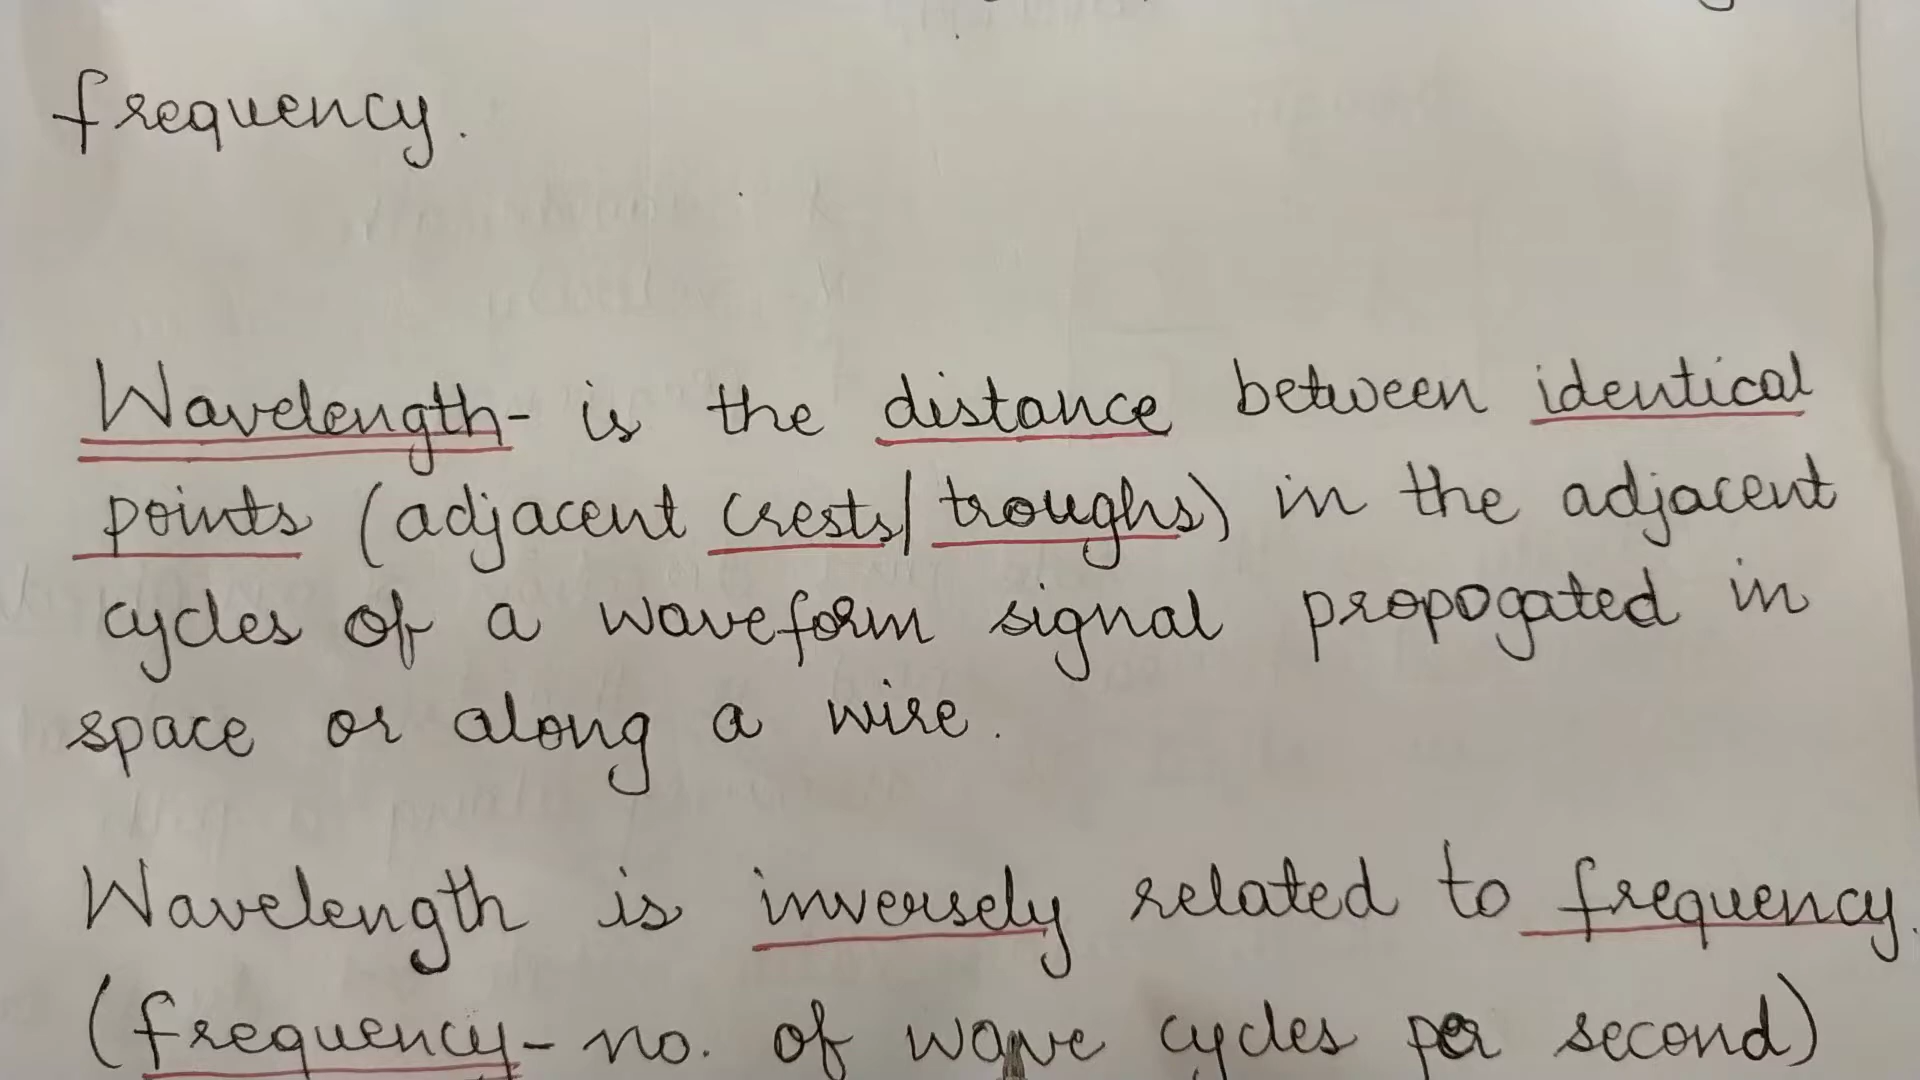 frequency.
Wavelength- is the distance between identical
points (adjacent crests/troughs) in the adjacent
cycles of a waveform signal propogated in
space or along a wire.
Wavelength is inversely related to frequency.
(frequency- no. of wave cycles per second)